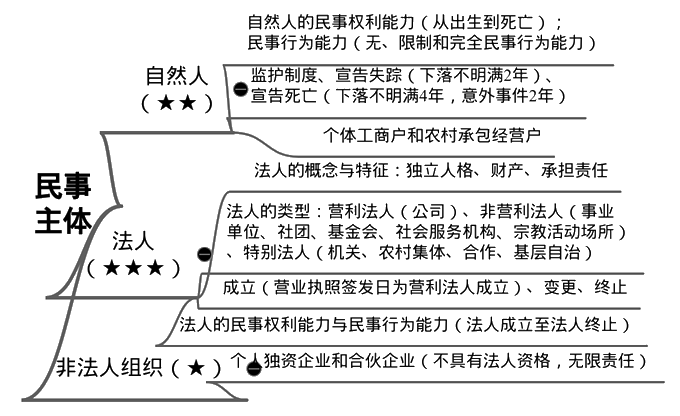 自然人的民事权利能力（从出生到死亡）；
民事行为能力（无、限制和完全民事行为能力）
自然人
（★★）
监护制度、宣告失踪（下落不明满2年）、
宣告死亡（下落不明满4年，意外事件2年）
个体工商户和农村承包经营户
民事
主体
法人的概念与特征：独立人格、财产、承担责任
法人
（★★★）
法人的类型：营利法人（公司）、非营利法人（事业
单位、社团、基金会、社会服务机构、宗教活动场所）
、特别法人（机关、农村集体、合作、基层自治）
成立（营业执照签发日为营利法人成立）、变更、终止
法人的民事权利能力与民事行为能力（法人成立至法人终止）
非法人组织（★）
个人独资企业和合伙企业（不具有法人资格，无限责任）